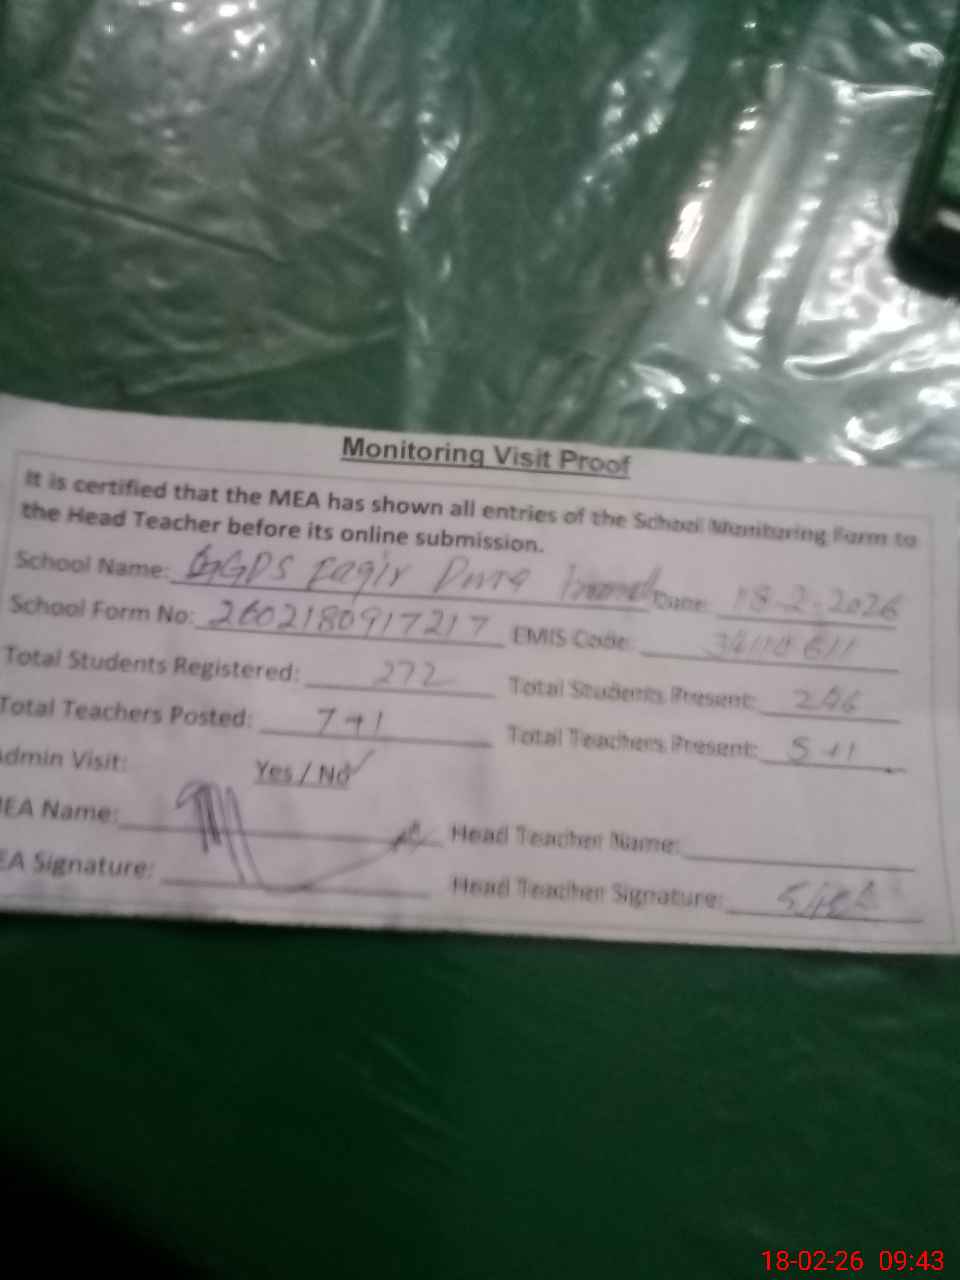 Monitoring Visit Proof
It is certified that the MEA has shown all entries of the School Monitoring Form to
the Head Teacher before its online submission.
School Name: GGPS Faqir Date: 18-2-2026
School Form No: 2602180917217 EMIS Code:
Total Students Registered: 272 Total Students Present: 246
Total Teachers Posted: 7+1 Total Teachers Present: 5+1
Admin Visit: Yes / No
MEA Name: Head Teacher Name:
EA Signature: Head Teacher Signature:
18-02-26 09:43